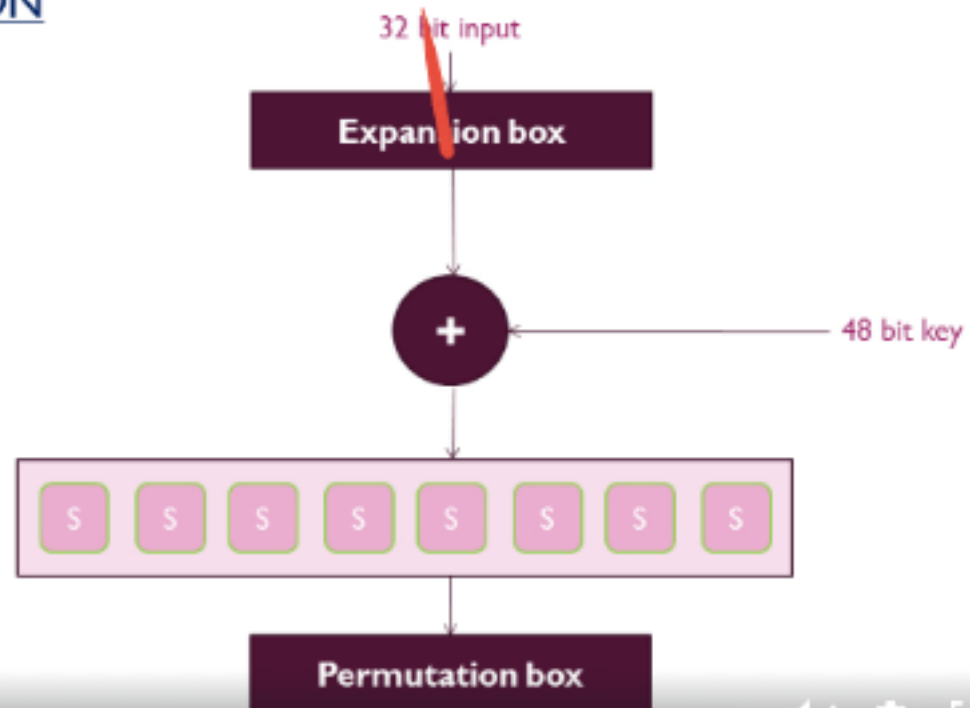 32 bit input
Expansion box
+
48 bit key
S S S S S S S S
Permutation box